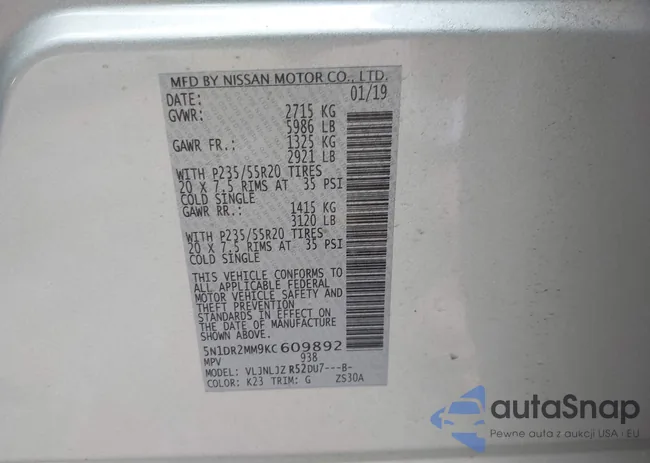 MFD BY NISSAN MOTOR CO., LTD.
DATE: 01/19
GVWR: 2715 KG
5986 LB
GAWR FR.: 1325 KG
2921 LB
WITH P235/55R20 TIRES
20 X 7.5 RIMS AT 35 PSI
COLD SINGLE
GAWR RR.: 1415 KG
3120 LB
WITH P235/55R20 TIRES
20 X 7.5 RIMS AT 35 PSI
COLD SINGLE
THIS VEHICLE CONFORMS TO
ALL APPLICABLE FEDERAL
MOTOR VEHICLE SAFETY AND
THEFT PREVENTION
STANDARDS IN EFFECT ON
THE DATE OF MANUFACTURE
SHOWN ABOVE.
5N1DR2MM9KC609892
MPV 938
MODEL: VLJNLJZ R52DU7---B-
COLOR: K23 TRIM: G ZS30A
autoSnap
Pewne auta z aukcji USA i EU